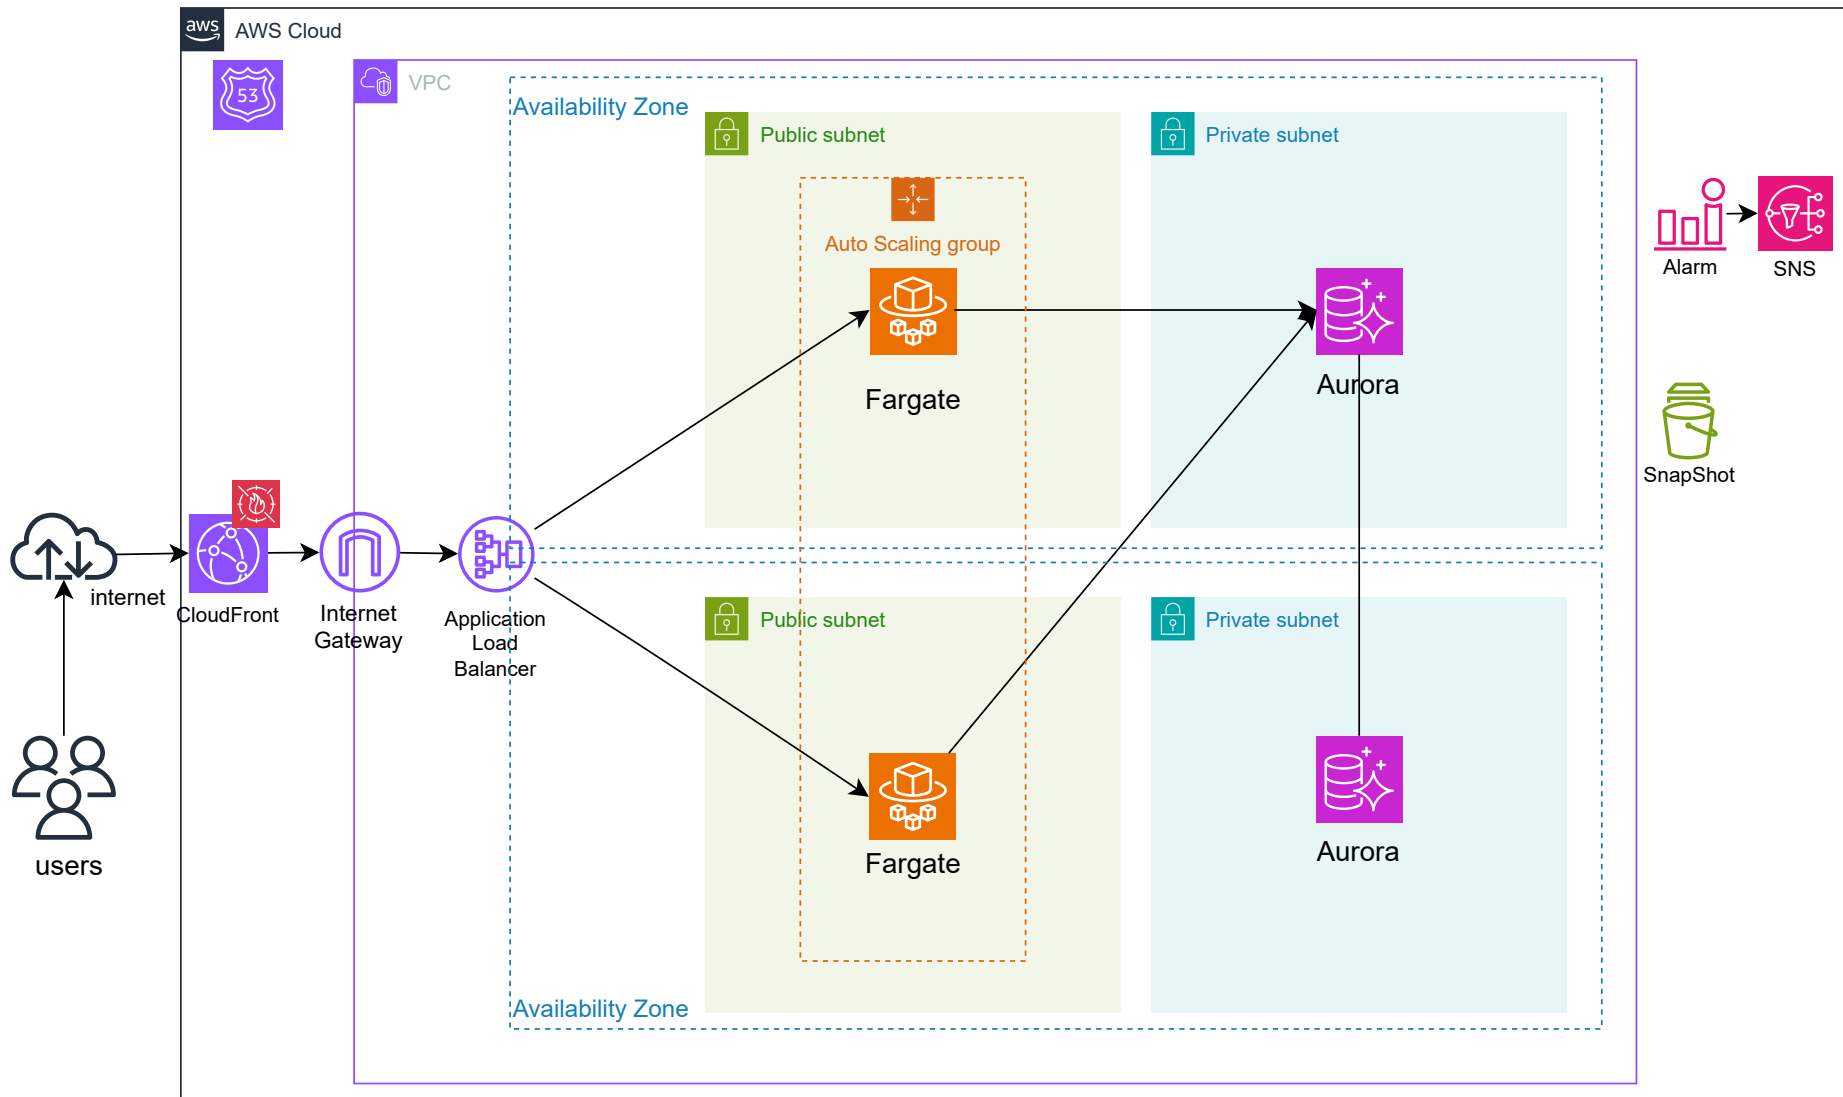 aws
AWS Cloud
53
VPC
Availability Zone
Public subnet
Private subnet
Auto Scaling group
Fargate
Aurora
Alarm
SNS
SnapShot
internet
CloudFront
Internet
Gateway
Application
Load
Balancer
Public subnet
Private subnet
users
Fargate
Aurora
Availability Zone